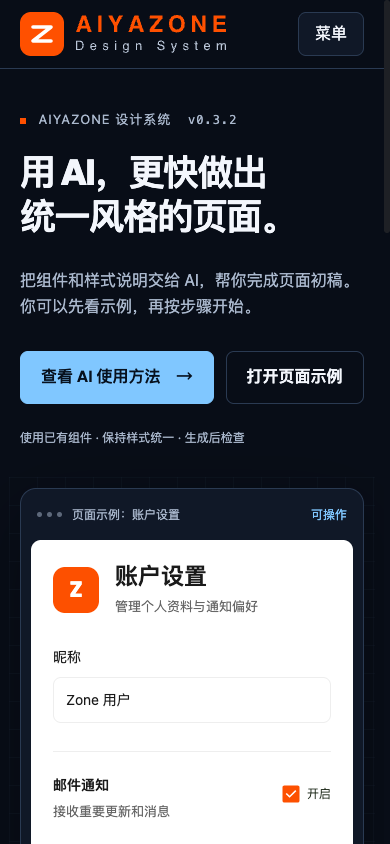 Z
AIYAZONE
Design System
菜单
AIYAZONE 设计系统 v0.3.2
用 AI，更快做出
统一风格的页面。
把组件和样式说明交给 AI，帮你完成页面初稿。
你可以先看示例，再按步骤开始。
查看 AI 使用方法 →
打开页面示例
使用已有组件 · 保持样式统一 · 生成后检查
页面示例：账户设置
可操作
Z
账户设置
管理个人资料与通知偏好
昵称
Zone 用户
邮件通知
开启
接收重要更新和消息